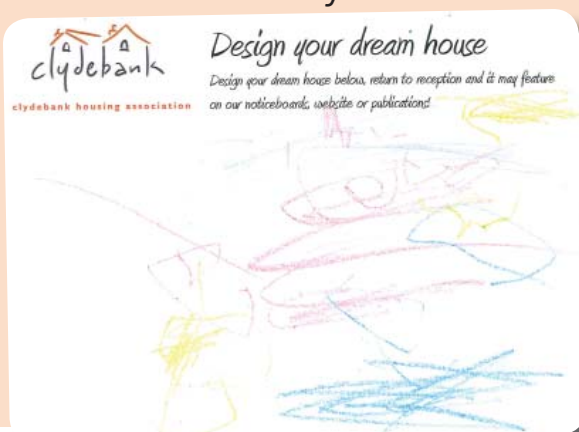 clydebank
clydebank housing association
Design your dream house
Design your dream house below, return to reception and it may feature
on our noticeboards, website or publications!